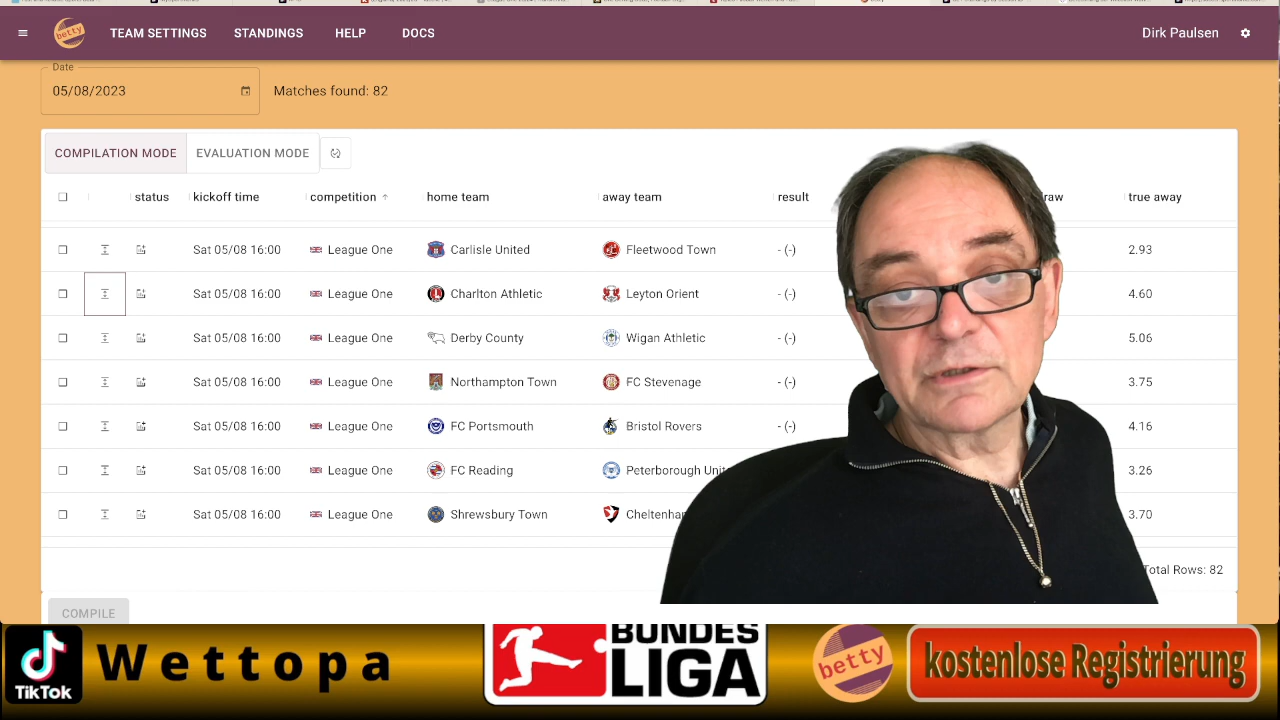 TEAM SETTINGS STANDINGS HELP DOCS Dirk Paulsen
Date
05/08/2023 Matches found: 82
COMPILATION MODE EVALUATION MODE
status kickoff time competition home team away team result raw true away
Sat 05/08 16:00 League One Carlisle United Fleetwood Town - (-) 2.93
Sat 05/08 16:00 League One Charlton Athletic Leyton Orient - (-) 4.60
Sat 05/08 16:00 League One Derby County Wigan Athletic - (-) 5.06
Sat 05/08 16:00 League One Northampton Town FC Stevenage - (-) 3.75
Sat 05/08 16:00 League One FC Portsmouth Bristol Rovers - (-) 4.16
Sat 05/08 16:00 League One FC Reading Peterborough Unit 3.26
Sat 05/08 16:00 League One Shrewsbury Town Cheltenhar 3.70
Total Rows: 82
COMPILE
TikTok
Wettopa
BUNDES
LIGA
betty
kostenlose Registrierung
betty